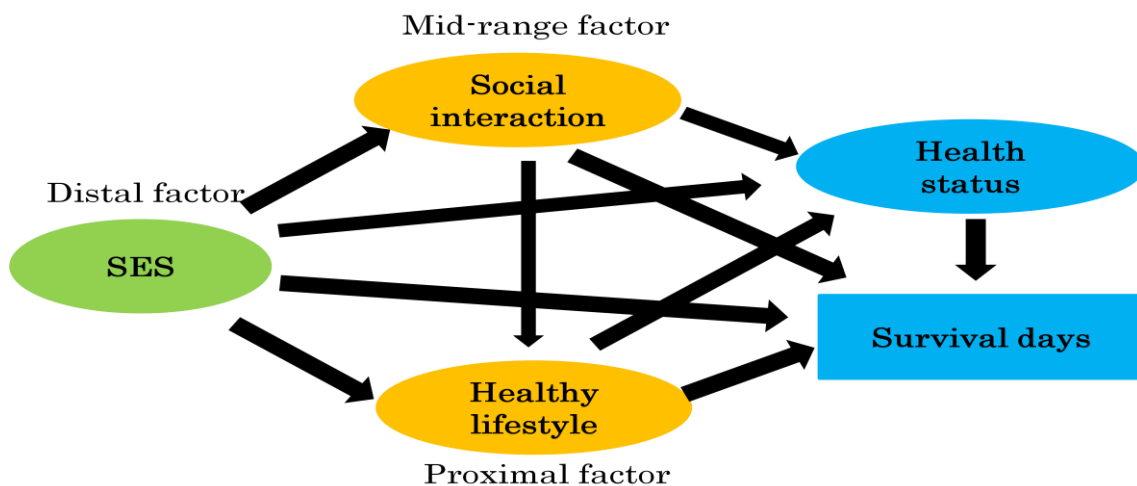 Mid-range factor
Social
interaction
Health
status
Distal factor
SES
Survival days
Healthy
lifestyle
Proximal factor